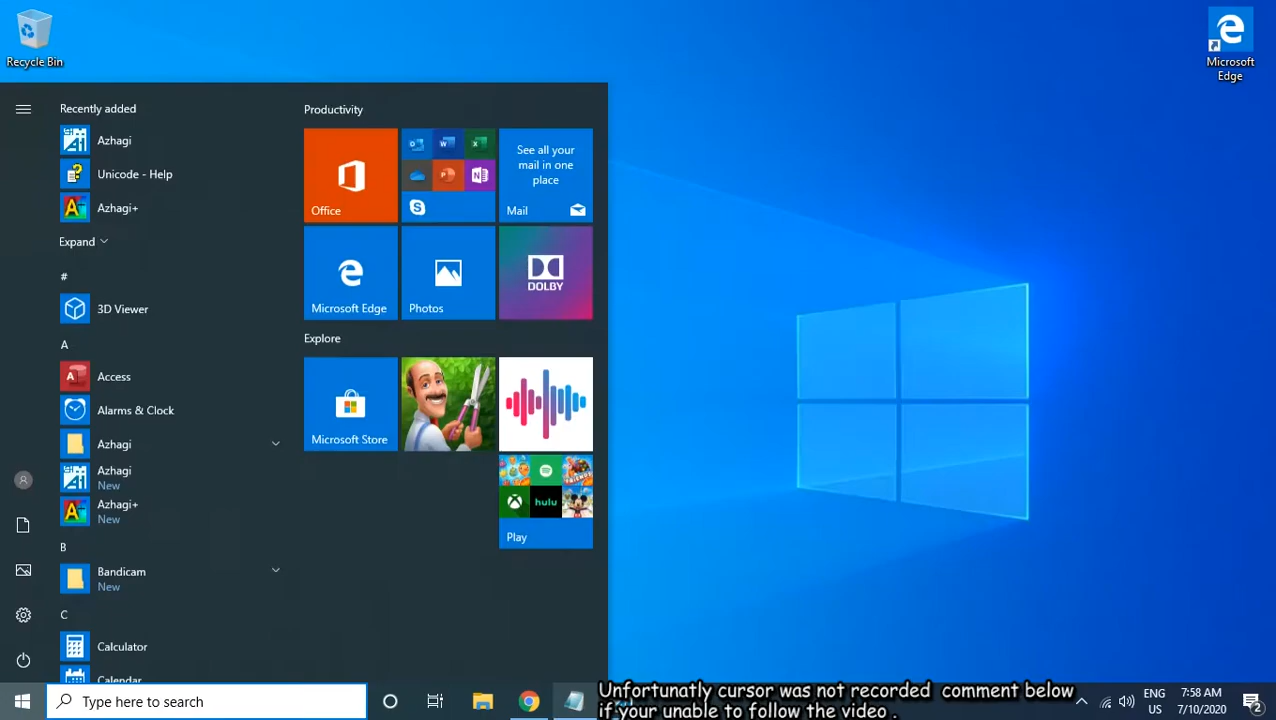 Recycle Bin
Microsoft
Edge
Recently added
Azhagi
Unicode - Help
Azhagi+
Expand
#
3D Viewer
A
Access
Alarms & Clock
Azhagi
Azhagi
New
Azhagi+
New
B
Bandicam
New
C
Calculator
Calendar
Productivity
Office
See all your
mail in one
place
Mail
Microsoft Edge
Photos
DOLBY
Explore
Microsoft Store
hulu
Play
Type here to search
Unfortunatly cursor was not recorded comment below
if your unable to follow the video .
ENG
US
7:58 AM
7/10/2020
2